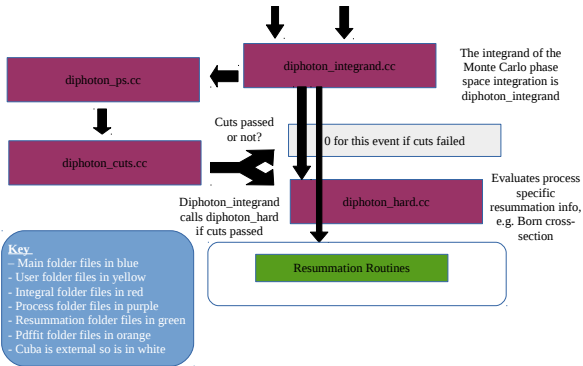 diphoton_ps.cc
diphoton_integrand.cc
The integrand of the
Monte Carlo phase
space integration is
diphoton_integrand
Cuts passed
or not?
0 for this event if cuts failed
diphoton_cuts.cc
Diphoton_integrand
calls diphoton_hard
if cuts passed
diphoton_hard.cc
Evaluates process
specific
resummation info,
e.g. Born cross-
section
Resummation Routines
Key
– Main folder files in blue
- User folder files in yellow
- Integral folder files in red
- Process folder files in purple
- Resummation folder files in green
- Pdffit folder files in orange
- Cuba is external so is in white